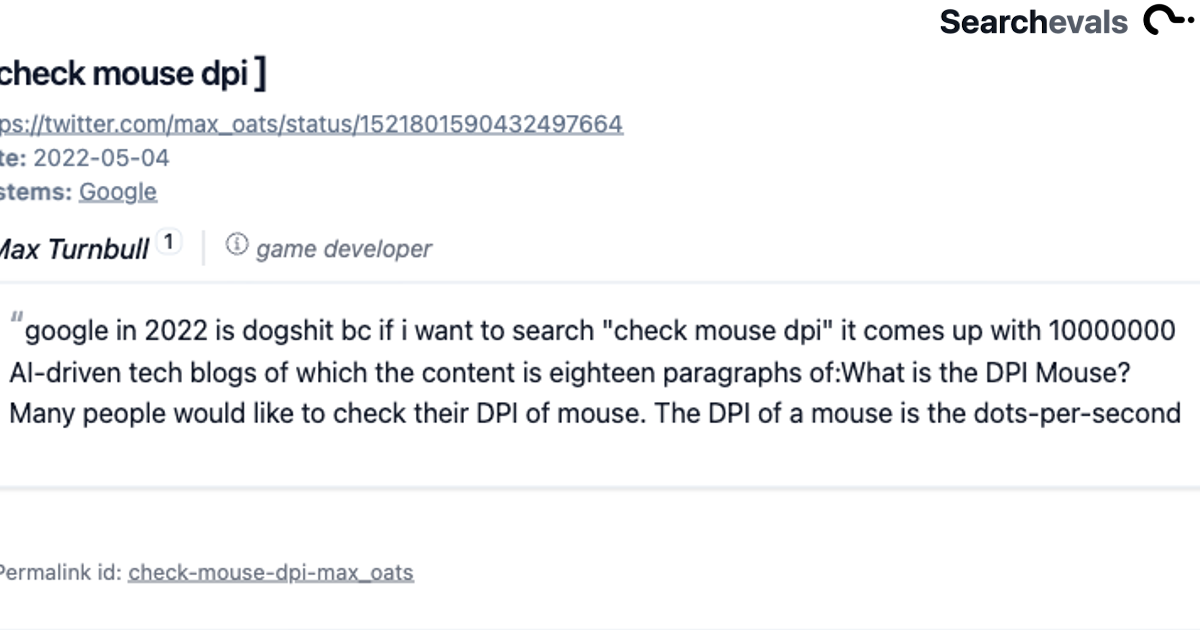 Searchevals
check mouse dpi ]
ps://twitter.com/max_oats/status/1521801590432497664
te: 2022-05-04
stems: Google
Max Turnbull 1 game developer
"google in 2022 is dogshit bc if i want to search "check mouse dpi" it comes up with 10000000
AI-driven tech blogs of which the content is eighteen paragraphs of:What is the DPI Mouse?
Many people would like to check their DPI of mouse. The DPI of a mouse is the dots-per-second
Permalink id: check-mouse-dpi-max_oats